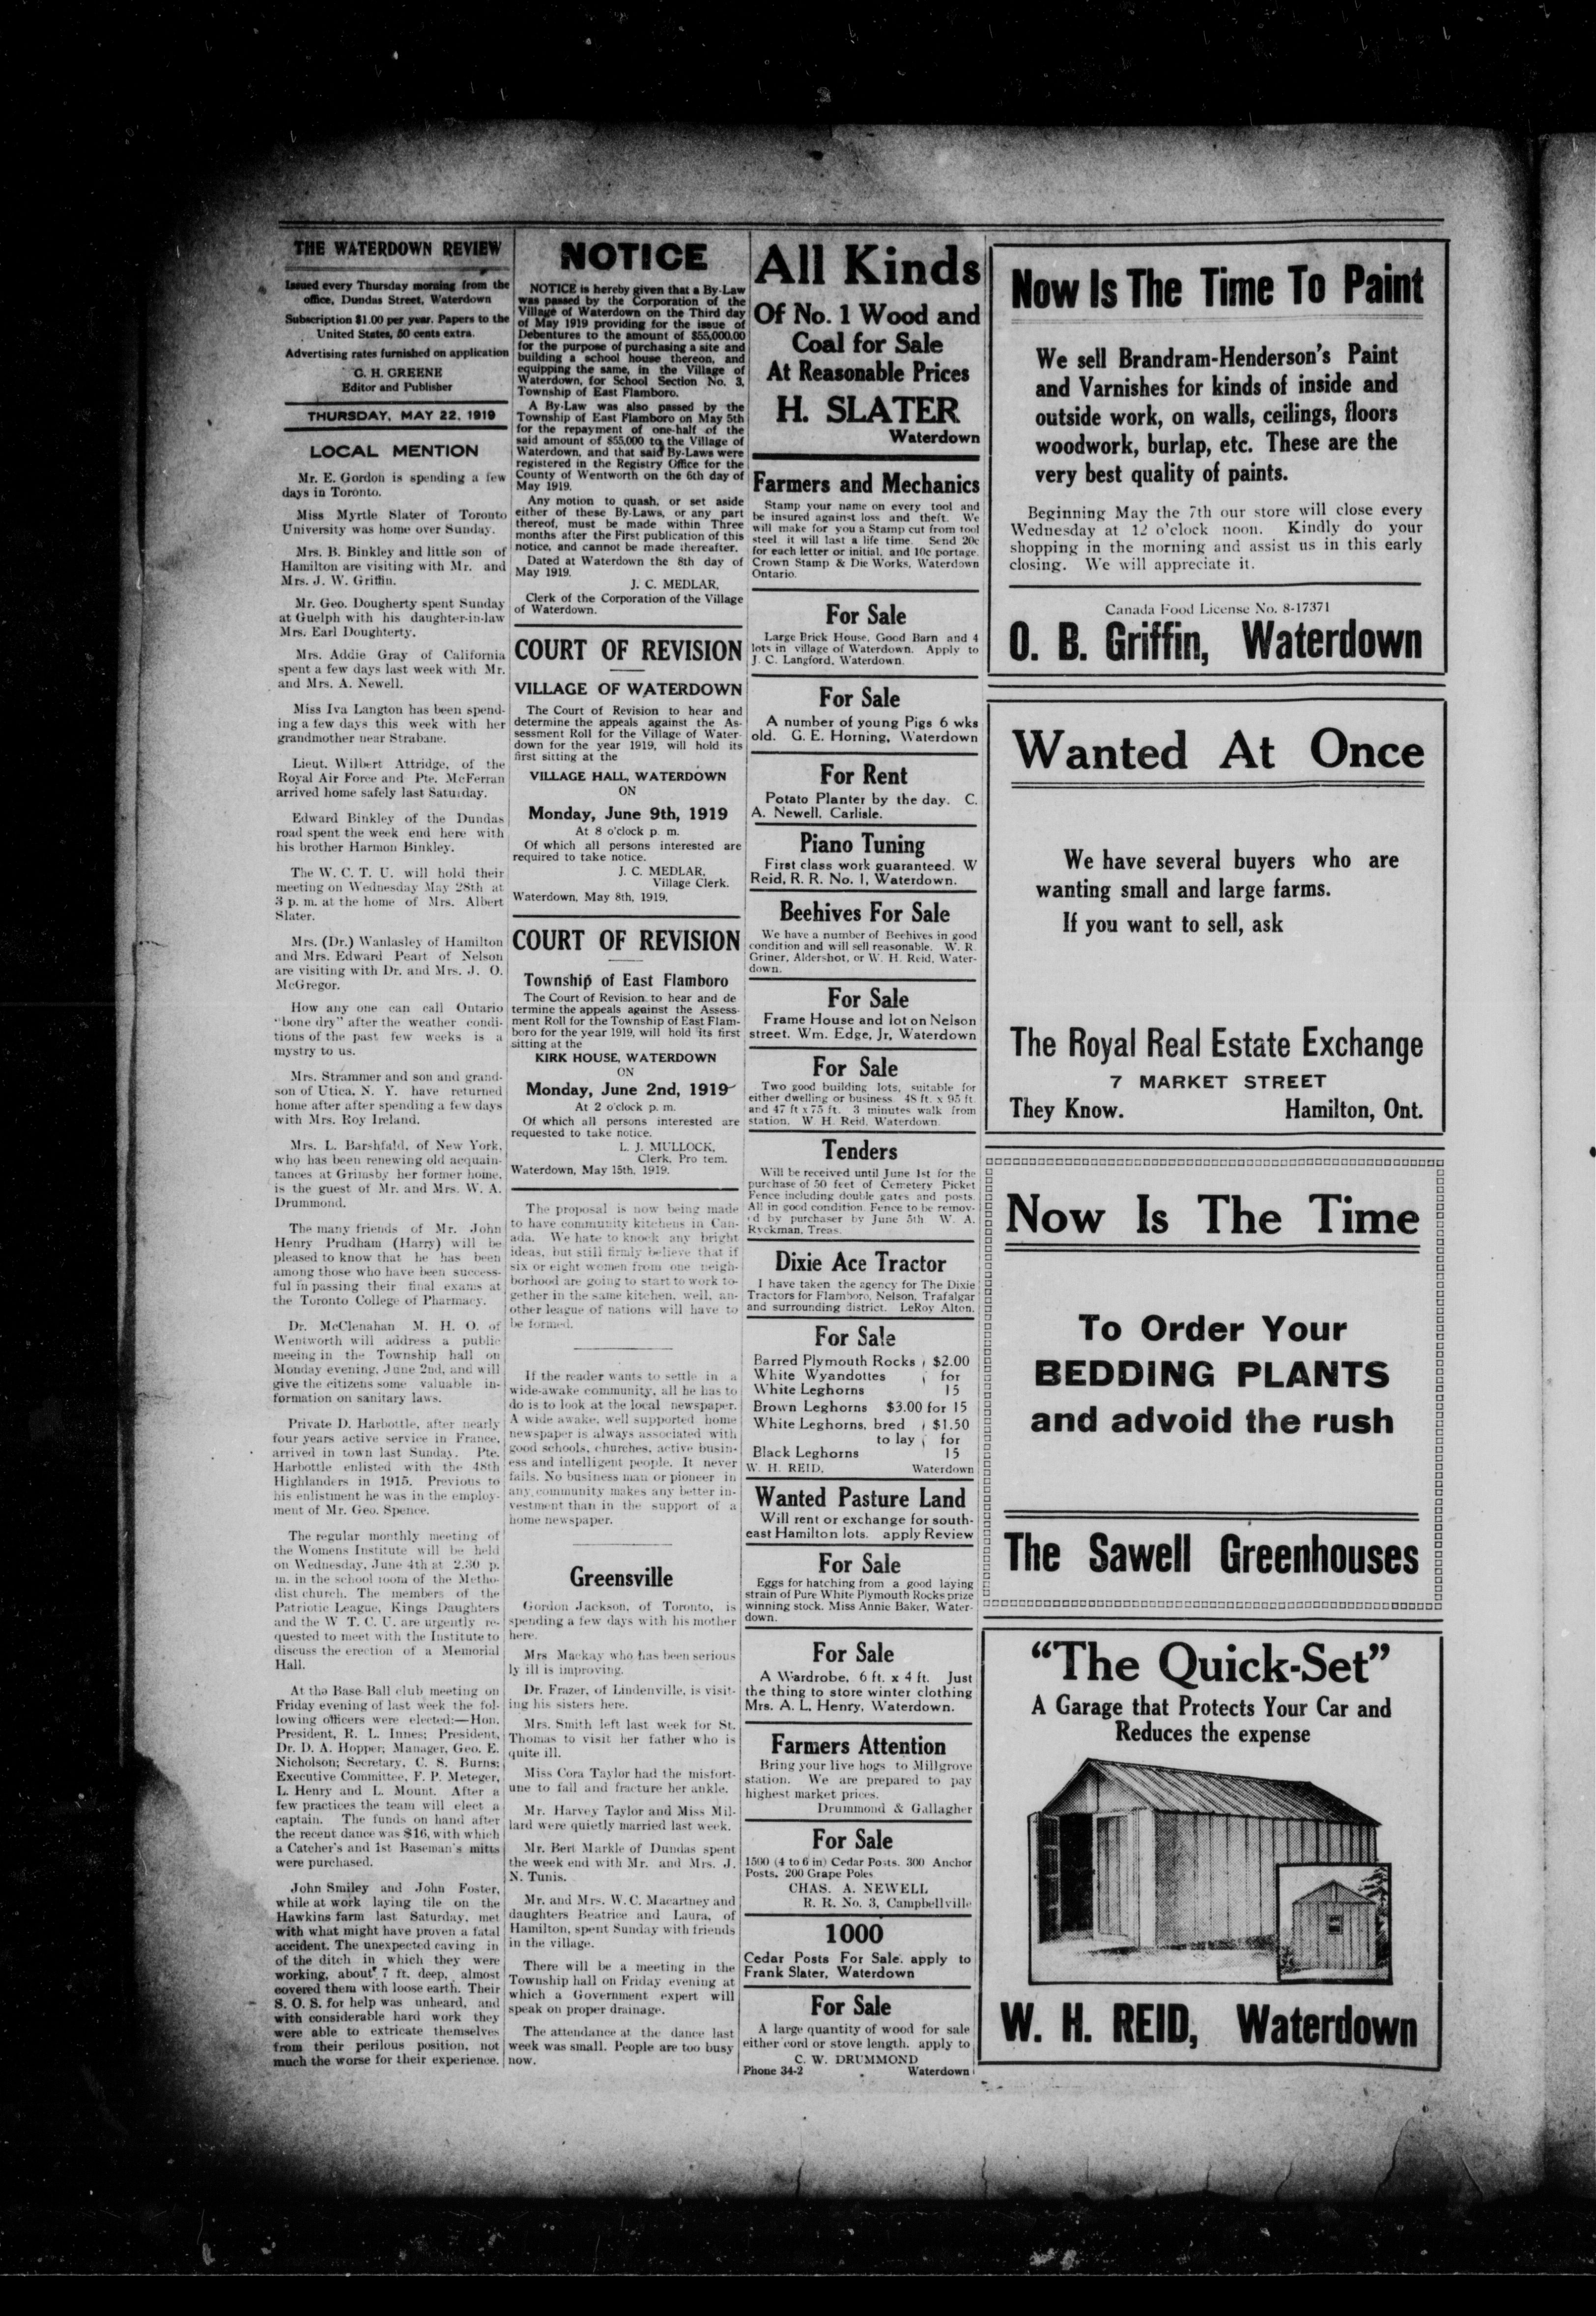 THE WATERDOWN REVIEW
Issued every Thursday morning from the
office, Dundas Street, Waterdown
Subscription $1.00 per year. Papers to the
United States, 50 cents extra.
Advertising rates furnished on application
G. H. GREENE
Editor and Publisher
THURSDAY, MAY 22, 1919
LOCAL MENTION
Mr. E. Gordon is spending a few
days in Toronto.
Miss Myrtle Slater of Toronto
University was home over Sunday.
Mrs. B. Binkley and little son of
Hamilton are visiting with Mr. and
Mrs. J. W. Griffin.
Mr. Geo. Dougherty spent Sunday
at Guelph with his daughter-in-law
Mrs. Earl Doughterty.
Mrs. Addie Gray of California
spent a few days last week with Mr.
and Mrs. A. Newell.
Miss Iva Langton has been spend-
ing a few days this week with her
grandmother near Strabane.
Lieut. Wilbert Attridge, of the
Royal Air Force and Pte. McFerran
arrived home safely last Saturday.
Edward Binkley of the Dundas
road spent the week end here with
his brother Harmon Binkley.
The W. C. T. U. will hold their
meeting on Wednesday May 28th at
3 p. m. at the home of Mrs. Albert
Slater.
Mrs. (Dr.) Wanlasley of Hamilton
and Mrs. Edward Peart of Nelson
are visiting with Dr. and Mrs. J. O.
McGregor.
How any one can call Ontario
"bone dry" after the weather condi-
tions of the past few weeks is a
mystry to us.
Mrs. Strammer and son and grand-
son of Utica, N. Y. have returned
home after after spending a few days
with Mrs. Roy Ireland.
Mrs. L. Barshfald, of New York,
who has been renewing old acquain-
tances at Grimsby her former home,
is the guest of Mr. and Mrs. W. A.
Drummond.
The many friends of Mr. John
Henry Prudham (Harry) will be
pleased to know that he has been
among those who have been success-
ful in passing their final exams at
the Toronto College of Pharmacy.
Dr. McClenahan M. H. O. of
Wentworth will address a public
meeing in the Township hall on
Monday evening, June 2nd, and will
give the citizens some valuable in-
formation on sanitary laws.
Private D. Harbottle, after nearly
four years active service in France,
arrived in town last Sunday. Pte.
Harbottle enlisted with the 48th
Highlanders in 1915. Previous to
his enlistment he was in the employ-
ment of Mr. Geo. Spence.
The regular monthly meeting of
the Womens Institute will be held
on Wednesday, June 4th at 2.30 p.
m. in the school room of the Metho-
dist church. The members of the
Patriotic League, Kings Daughters
and the W T. C. U. are urgently re-
quested to meet with the Institute to
discuss the erection of a Memorial
Hall.
At the Base Ball club meeting on
Friday evening of last week the fol-
lowing officers were elected:—Hon.
President, R. L. Innes; President,
Dr. D. A. Hopper; Manager, Geo. E.
Nicholson; Secretary, C. S. Burns;
Executive Committee, F. P. Meteger,
L. Henry and L. Mount. After a
few practices the team will elect a
captain. The funds on hand after
the recent dance was $16, with which
a Catcher's and 1st Baseman's mitts
were purchased.
John Smiley and John Foster,
while at work laying tile on the
Hawkins farm last Saturday, met
with what might have proven a fatal
accident. The unexpected caving in
of the ditch in which they were
working, about 7 ft. deep, almost
covered them with loose earth. Their
S. O. S. for help was unheard, and
with considerable hard work they
were able to extricate themselves
from their perilous position, not
much the worse for their experience.
NOTICE
NOTICE is hereby given that a By-Law
was passed by the Corporation of the
Village of Waterdown on the Third day
of May 1919 providing for the issue of
Debentures to the amount of $55,000.00
for the purpose of purchasing a site and
building a school house thereon, and
equipping the same, in the Village of
Waterdown, for School Section No. 3,
Township of East Flamboro.
A By-Law was also passed by the
Township of East Flamboro on May 5th
for the repayment of one-half of the
said amount of $55,000 to the Village of
Waterdown, and that said By-Laws were
registered in the Registry Office for the
County of Wentworth on the 6th day of
May 1919.
Any motion to quash, or set aside
either of these By-Laws, or any part
thereof, must be made within Three
months after the First publication of this
notice, and cannot be made thereafter.
Dated at Waterdown the 8th day of
May 1919.
J. C. MEDLAR,
Clerk of the Corporation of the Village
of Waterdown.
COURT OF REVISION
VILLAGE OF WATERDOWN
The Court of Revision to hear and
determine the appeals against the As-
sessment Roll for the Village of Water-
down for the year 1919, will hold its
first sitting at the
VILLAGE HALL, WATERDOWN
ON
Monday, June 9th, 1919
At 8 o'clock p. m.
Of which all persons interested are
required to take notice.
J. C. MEDLAR,
Village Clerk.
Waterdown, May 8th, 1919.
COURT OF REVISION
Township of East Flamboro
The Court of Revision to hear and de
termine the appeals against the Assess-
ment Roll for the Township of East Flam-
boro for the year 1919, will hold its first
sitting at the
KIRK HOUSE, WATERDOWN
ON
Monday, June 2nd, 1919
At 2 o'clock p. m.
Of which all persons interested are
requested to take notice.
L. J. MULLOCK,
Clerk, Pro tem.
Waterdown, May 15th, 1919.
The proposal is now being made
to have community kitchens in Can-
ada. We hate to knock any bright
ideas, but still firmly believe that if
six or eight women from one neigh-
borhood are going to start to work to-
gether in the same kitchen, well, an-
other league of nations will have to
be formed.
If the reader wants to settle in a
wide-awake community, all he has to
do is to look at the local newspaper.
A wide awake, well supported home
newspaper is always associated with
good schools, churches, active busin-
ess and intelligent people. It never
fails. No business man or pioneer in
any community makes any better in-
vestment than in the support of a
home newspaper.
Greensville
Gordon Jackson, of Toronto, is
spending a few days with his mother
here.
Mrs Mackay who has been serious
ly ill is improving.
Dr. Frazer, of Lindenville, is visit-
ing his sisters here.
Mrs. Smith left last week for St.
Thomas to visit her father who is
quite ill.
Miss Cora Taylor had the misfort-
une to fall and fracture her ankle.
Mr. Harvey Taylor and Miss Mil-
lard were quietly married last week.
Mr. Bert Markle of Dundas spent
the week end with Mr. and Mrs. J.
N. Tunis.
Mr. and Mrs. W. C. Macartney and
daughters Beatrice and Laura, of
Hamilton, spent Sunday with friends
in the village.
There will be a meeting in the
Township hall on Friday evening at
which a Government expert will
speak on proper drainage.
The attendance at the dance last
week was small. People are too busy
now.
All Kinds
Of No. 1 Wood and
Coal for Sale
At Reasonable Prices
H. SLATER
Waterdown
Farmers and Mechanics
Stamp your name on every tool and
be insured against loss and theft. We
will make for you a Stamp cut from tool
steel, it will last a life time. Send 20c
for each letter or initial, and 10c portage.
Crown Stamp & Die Works, Waterdown
Ontario.
For Sale
Large Brick House, Good Barn and 4
lots in village of Waterdown. Apply to
J. C. Langford, Waterdown.
For Sale
A number of young Pigs 6 wks
old. G. E. Horning, Waterdown
For Rent
Potato Planter by the day. C.
A. Newell, Carlisle.
Piano Tuning
First class work guaranteed. W
Reid, R. R. No. 1, Waterdown.
Beehives For Sale
We have a number of Beehives in good
condition and will sell reasonable. W. R.
Griner, Aldershot, or W. H. Reid, Water-
down.
For Sale
Frame House and lot on Nelson
street. Wm. Edge, Jr, Waterdown
For Sale
Two good building lots, suitable for
either dwelling or business. 48 ft. x 95 ft.
and 47 ft x 75 ft. 3 minutes walk from
station. W. H. Reid, Waterdown.
Tenders
Will be received until June 1st for the
purchase of 50 feet of Cemetery Picket
Fence including double gates and posts.
All in good condition. Fence to be remov-
ed by purchaser by June 5th. W. A.
Ryckman, Treas.
Dixie Ace Tractor
I have taken the agency for The Dixie
Tractors for Flamboro, Nelson, Trafalgar
and surrounding district. LeRoy Alton.
For Sale
Barred Plymouth Rocks $2.00
White Wyandottes for
White Leghorns 15
Brown Leghorns $3.00 for 15
White Leghorns, bred $1.50
to lay for
Black Leghorns 15
W. H. REID, Waterdown
Wanted Pasture Land
Will rent or exchange for south-
east Hamilton lots. apply Review
For Sale
Eggs for hatching from a good laying
strain of Pure White Plymouth Rocks prize
winning stock. Miss Annie Baker, Water-
down.
For Sale
A Wardrobe, 6 ft. x 4 ft. Just
the thing to store winter clothing
Mrs. A. L. Henry, Waterdown.
Farmers Attention
Bring your live hogs to Millgrove
station. We are prepared to pay
highest market prices.
Drummond & Gallagher
For Sale
1500 (4 to 6 in) Cedar Posts, 300 Anchor
Posts, 200 Grape Poles
CHAS. A. NEWELL
R. R. No. 3, Campbellville
1000
Cedar Posts For Sale. apply to
Frank Slater, Waterdown
For Sale
A large quantity of wood for sale
either cord or stove length. apply to
C. W. DRUMMOND
Phone 34-2 Waterdown
Now Is The Time To Paint
We sell Brandram-Henderson's Paint
and Varnishes for kinds of inside and
outside work, on walls, ceilings, floors
woodwork, burlap, etc. These are the
very best quality of paints.
Beginning May the 7th our store will close every
Wednesday at 12 o'clock noon. Kindly do your
shopping in the morning and assist us in this early
closing. We will appreciate it.
Canada Food License No. 8-17371
O. B. Griffin, Waterdown
Wanted At Once
We have several buyers who are
wanting small and large farms.
If you want to sell, ask
The Royal Real Estate Exchange
7 MARKET STREET
They Know. Hamilton, Ont.
Now Is The Time
To Order Your
BEDDING PLANTS
and advoid the rush
The Sawell Greenhouses
"The Quick-Set"
A Garage that Protects Your Car and
Reduces the expense
W. H. REID, Waterdown